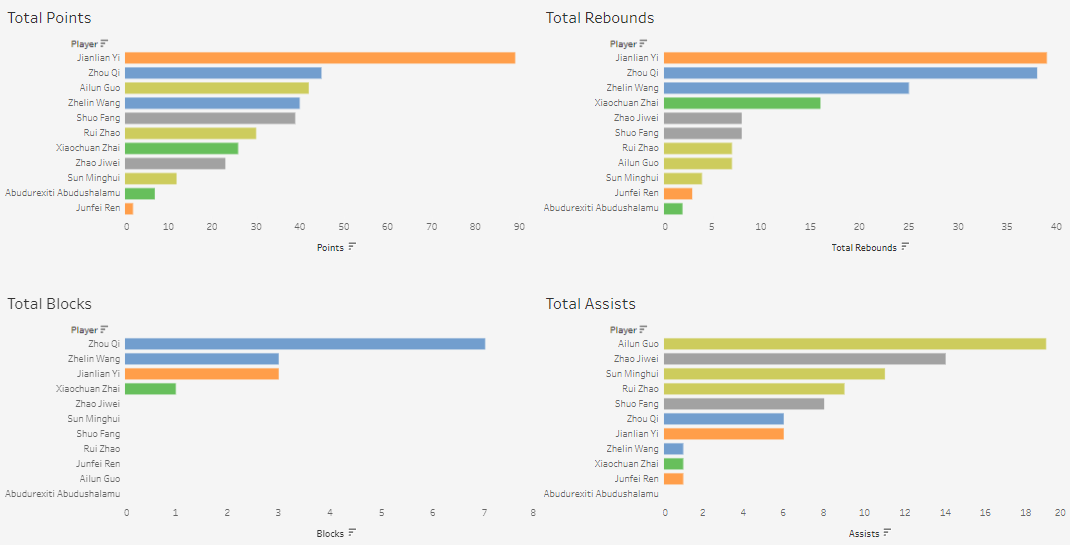 Total Points
Player
Jianlian Yi
Zhou Qi
Ailun Guo
Zhelin Wang
Shuo Fang
Rui Zhao
Xiaochuan Zhai
Zhao Jiwei
Sun Minghui
Abudurexiti Abudushalamu
Junfei Ren
0 10 20 30 40 50 60 70 80 90
Points
Total Rebounds
Player
Jianlian Yi
Zhou Qi
Zhelin Wang
Xiaochuan Zhai
Zhao Jiwei
Shuo Fang
Rui Zhao
Ailun Guo
Sun Minghui
Junfei Ren
Abudurexiti Abudushalamu
0 5 10 15 20 25 30 35 40
Total Rebounds
Total Blocks
Player
Zhou Qi
Zhelin Wang
Jianlian Yi
Xiaochuan Zhai
Zhao Jiwei
Sun Minghui
Shuo Fang
Rui Zhao
Junfei Ren
Ailun Guo
Abudurexiti Abudushalamu
0 1 2 3 4 5 6 7 8
Blocks
Total Assists
Player
Ailun Guo
Zhao Jiwei
Sun Minghui
Rui Zhao
Shuo Fang
Zhou Qi
Jianlian Yi
Zhelin Wang
Xiaochuan Zhai
Junfei Ren
Abudurexiti Abudushalamu
0 2 4 6 8 10 12 14 16 18 20
Assists